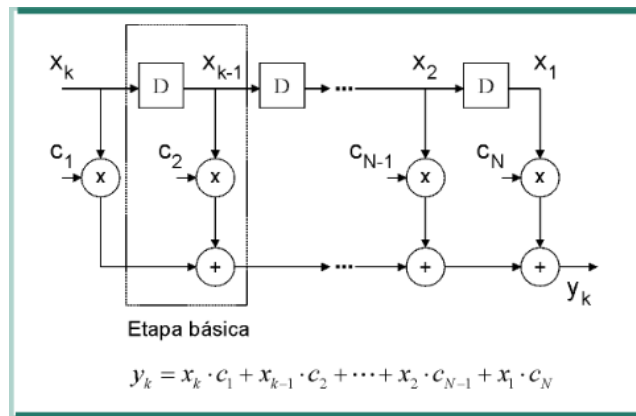 x_k x_{k-1} x_2 x_1
D D ... D
c_1 c_2 c_{N-1} c_N
x x x x
+ ... + +
y_k
Etapa básica
y_k = x_k · c_1 + x_{k-1} · c_2 + ··· + x_2 · c_{N-1} + x_1 · c_N